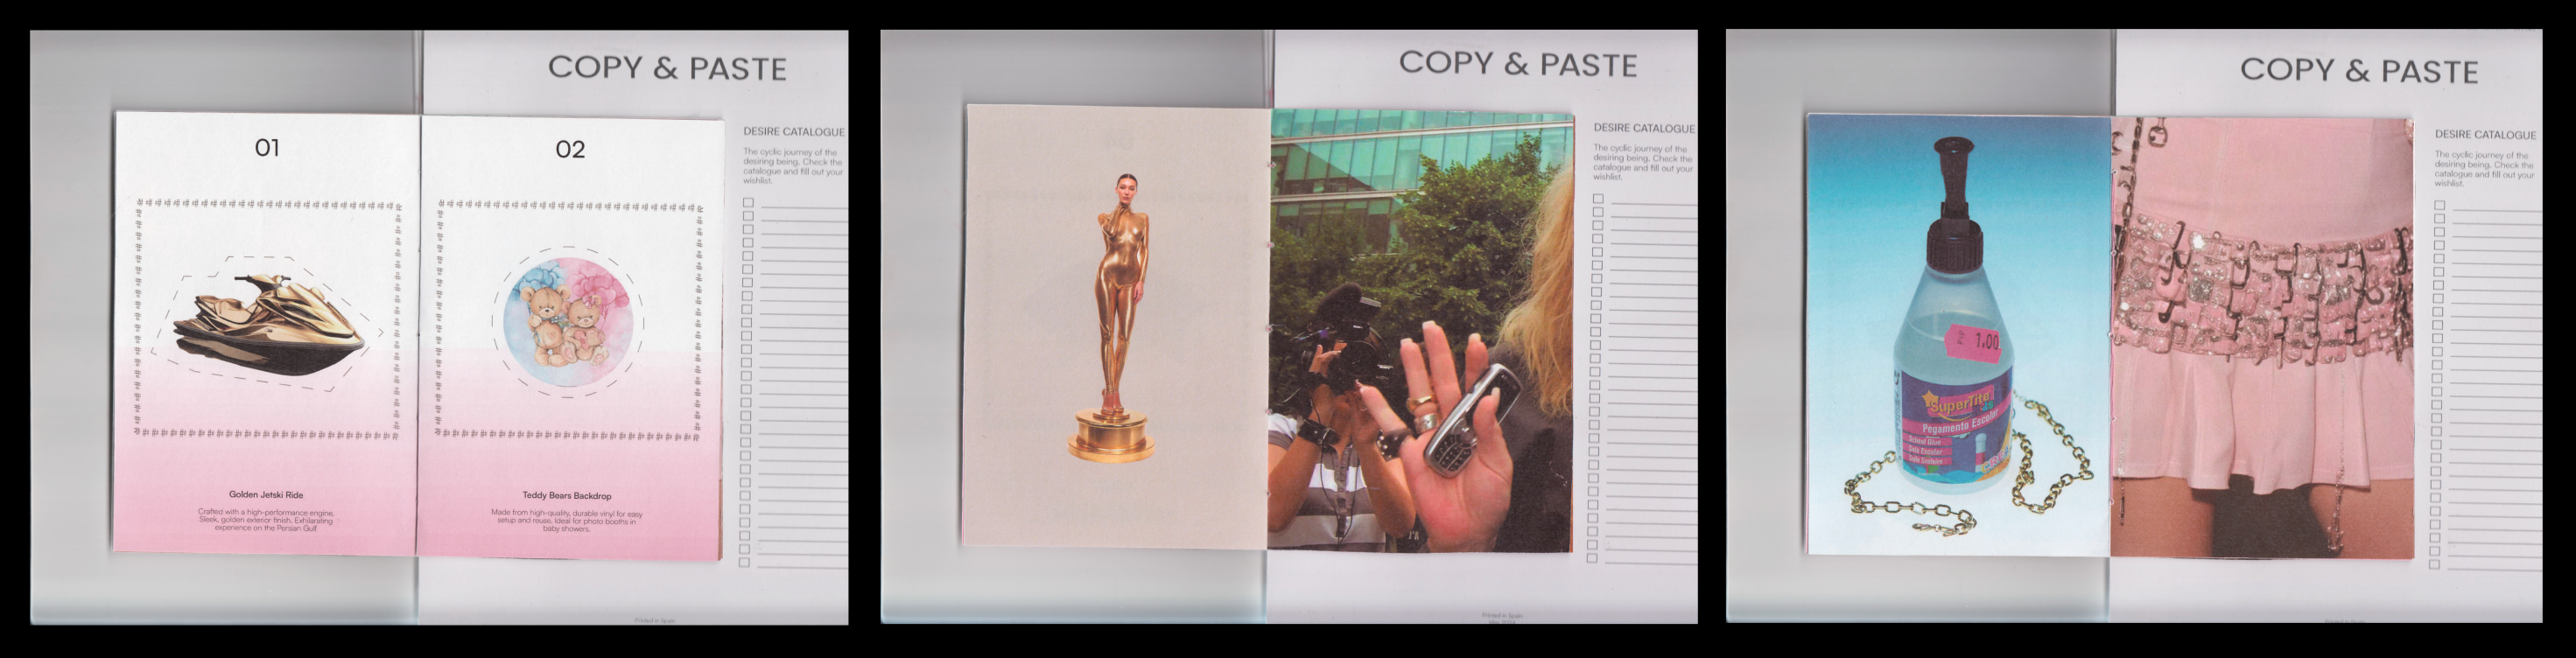 COPY & PASTE
01
02
DESIRE CATALOGUE
The cyclic journey of the
desiring being. Check the
catalogue and fill out your
wishlist.
Golden Jetski Ride
Crafted with a high-performance engine.
Sleek, golden exterior finish. Exhilarating
experience on the Persian Gulf
Teddy Bears Backdrop
Made from high-quality, durable vinyl for easy
setup and reuse. Ideal for photo booths in
baby showers.
Printed in Spain
COPY & PASTE
DESIRE CATALOGUE
The cyclic journey of the
desiring being. Check the
catalogue and fill out your
wishlist.
Printed in Spain
COPY & PASTE
DESIRE CATALOGUE
The cyclic journey of the
desiring being. Check the
catalogue and fill out your
wishlist.
1.00
SuperTite
Pegamento Escolar
School Glue
Cola Escolar
Printed in Spain